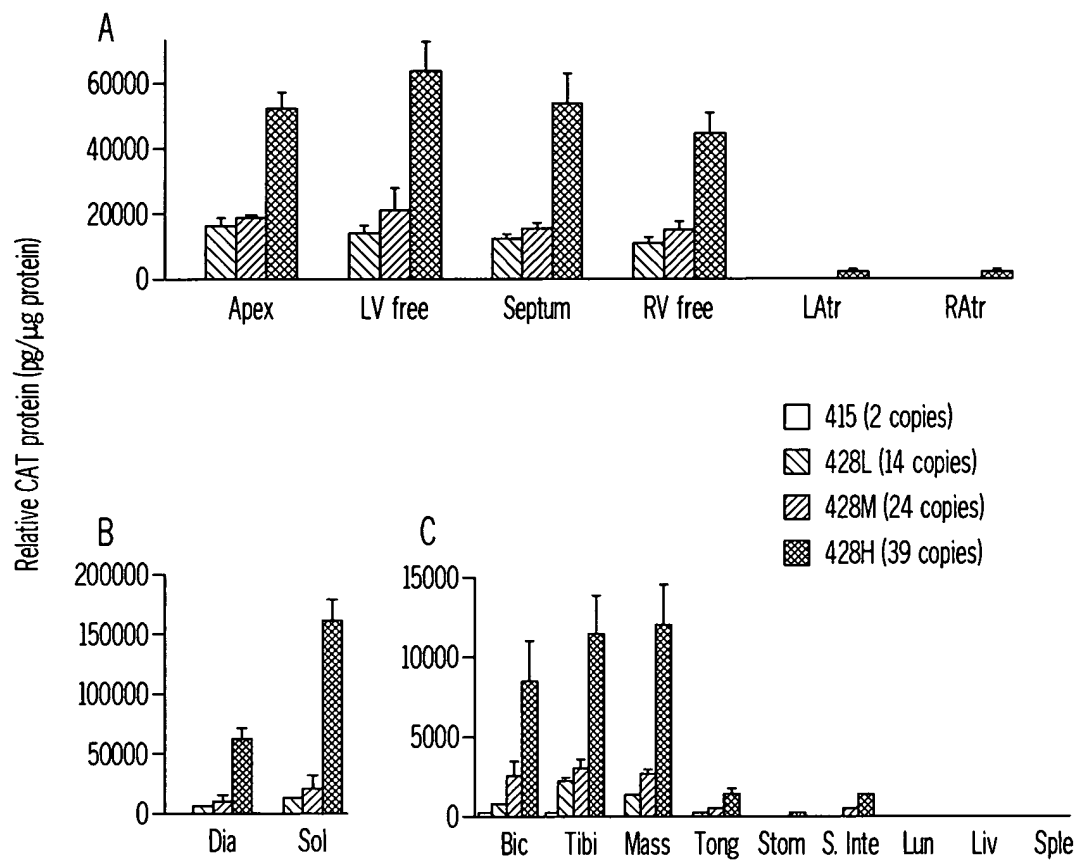 A
Relative CAT protein (pg/µg protein)
60000
40000
20000
0
Apex LV free Septum RV free LAtr RAtr
415 (2 copies)
428L (14 copies)
428M (24 copies)
428H (39 copies)
B
200000
150000
100000
50000
0
Dia Sol
C
15000
10000
5000
0
Bic Tibi Mass Tong Stom S. Inte Lun Liv Sple